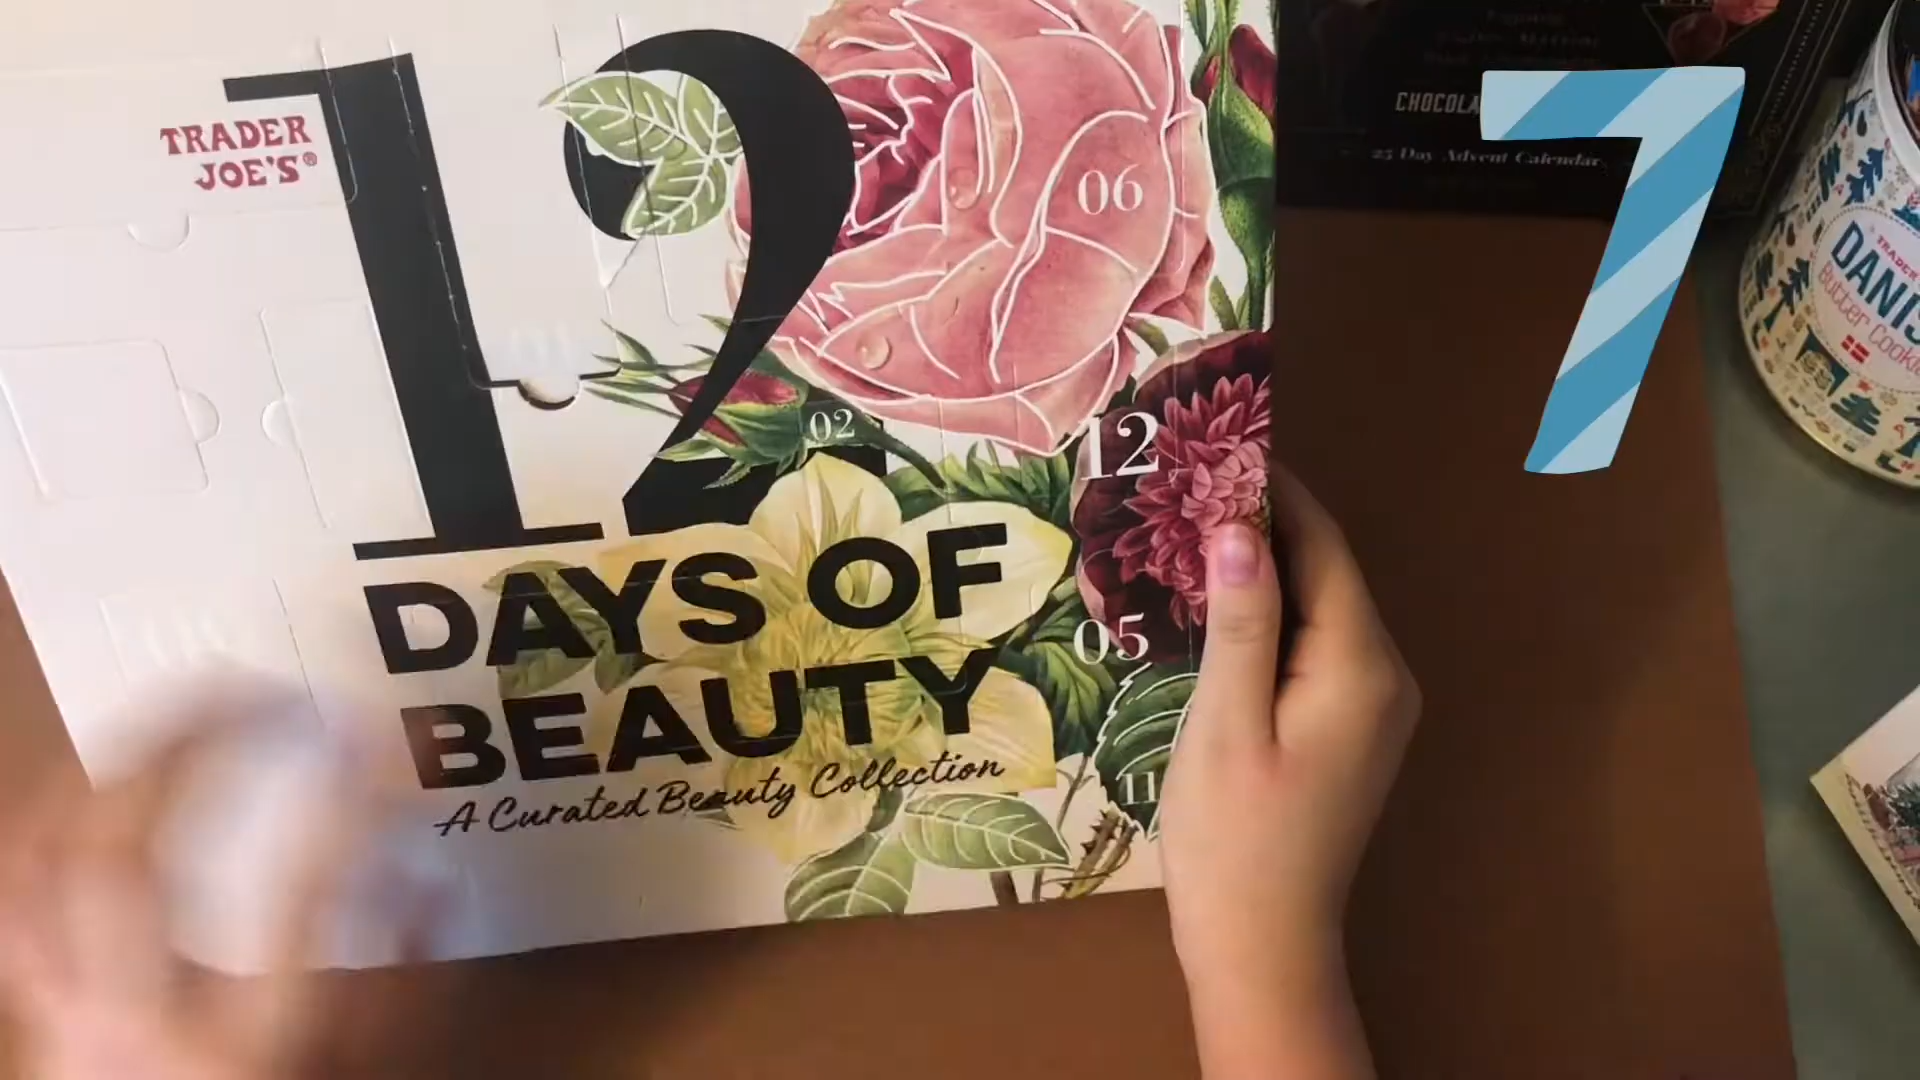 TRADER
JOE'S®
12
06
02
12
DAYS OF
05
BEAUTY
A Curated Beauty Collection
11
CHOCOLA
25 Day Advent Calendar
7
TRADER
DANIS
Butter Cooki